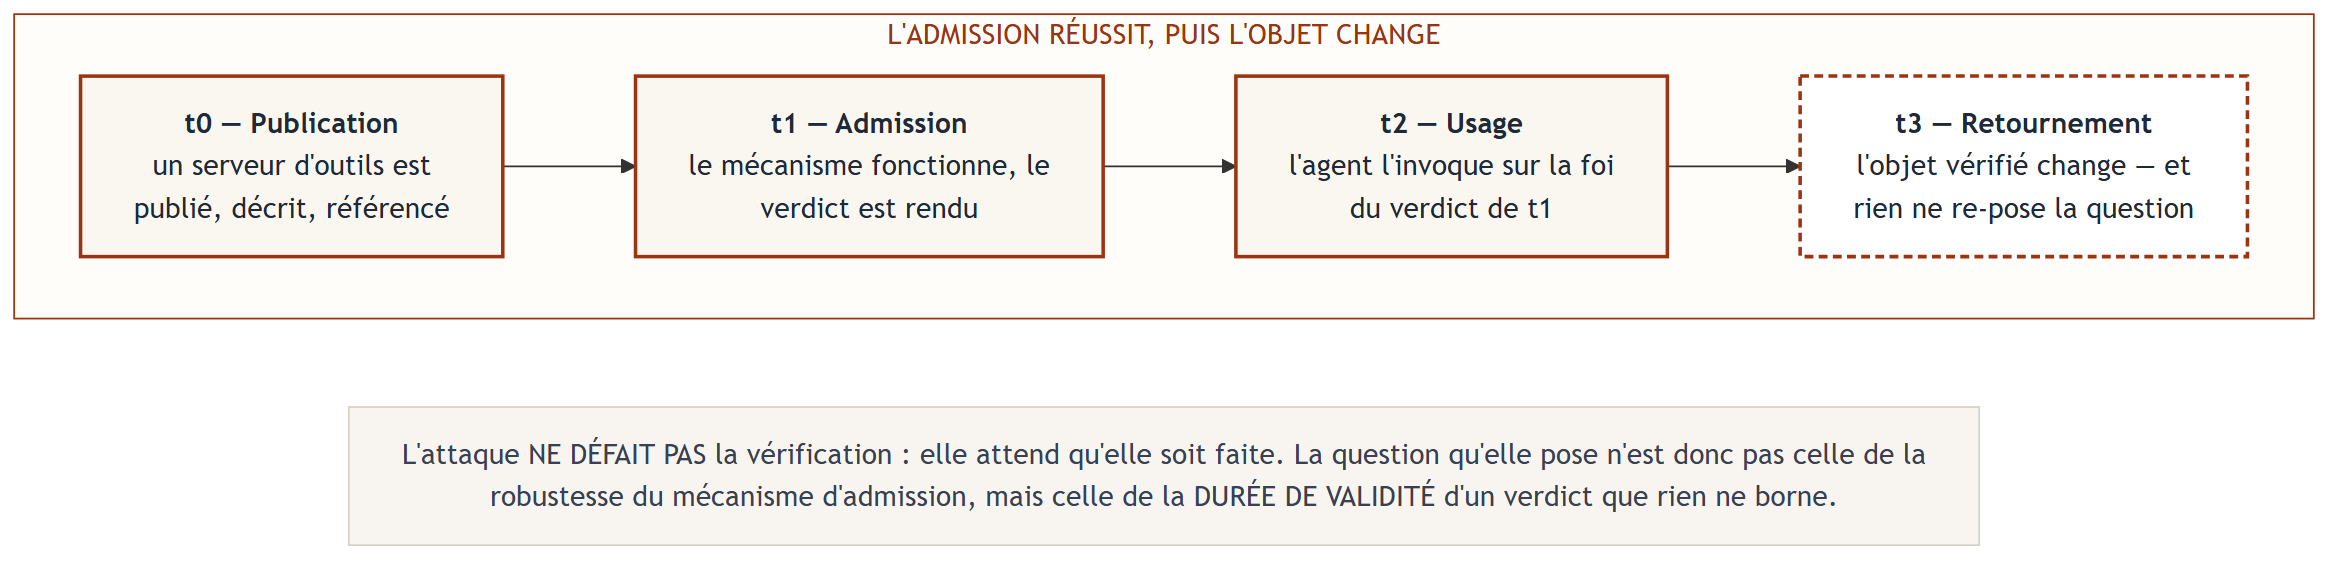 L'ADMISSION RÉUSSIT, PUIS L'OBJET CHANGE
t0 — Publication
un serveur d'outils est
publié, décrit, référencé
t1 — Admission
le mécanisme fonctionne, le
verdict est rendu
t2 — Usage
l'agent l'invoque sur la foi
du verdict de t1
t3 — Retournement
l'objet vérifié change — et
rien ne re-pose la question
L'attaque NE DÉFAIT PAS la vérification : elle attend qu'elle soit faite. La question qu'elle pose n'est donc pas celle de la
robustesse du mécanisme d'admission, mais celle de la DURÉE DE VALIDITÉ d'un verdict que rien ne borne.